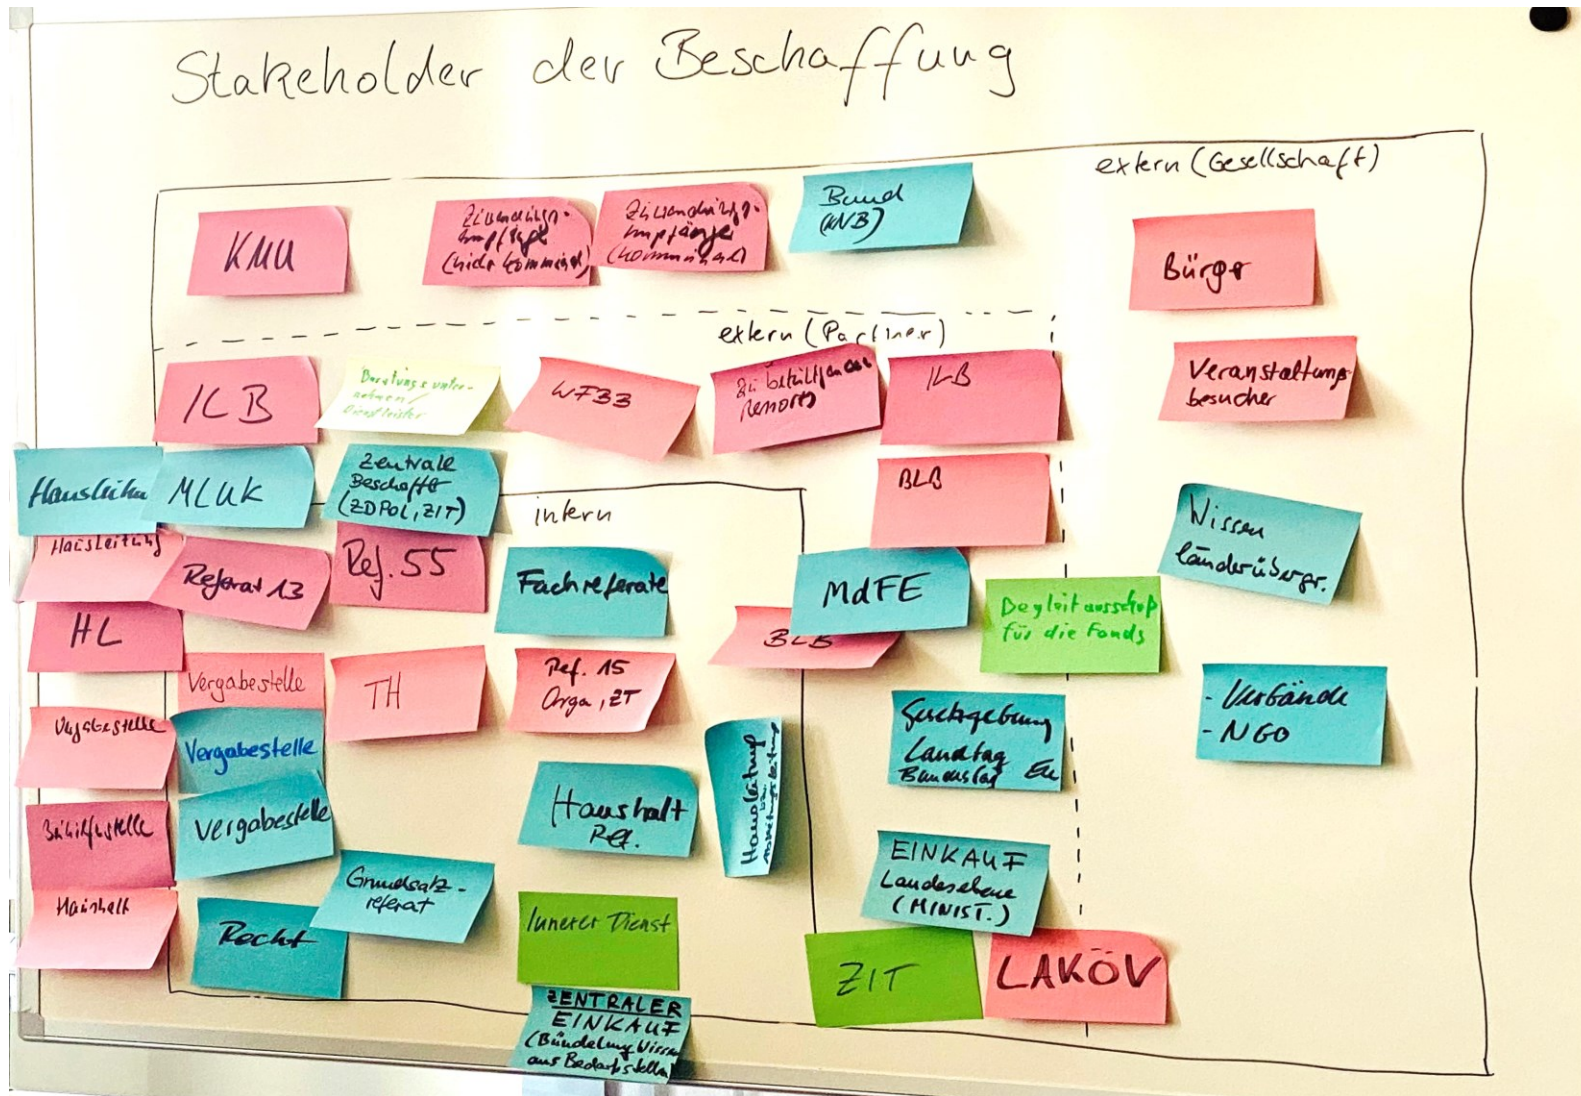 Stakeholder der Beschaffung
extern (Gesellschaft)
KMU
Zuwendungs-
empfänger
(nicht kommunal)
Zuwendungs-
empfänger
(kommunal)
Bund
(KNB)
Bürger
extern (Partner)
ILB
Beratungsunter-
nehmen/
Dienstleister
WFBB
Zu beteiligende
Ressorts
ILB
Veranstaltungs
besucher
Hausleitun
MLUK
Zentrale
Beschaffer
(ZDPol, ZIT)
BLB
intern
Wissen
länderübergr.
Hausleitung
Referat 13
Ref. 55
Fachreferate
MdFE
BLB
Begleitausschuß
für die Fonds
HL
Vergabestelle
TH
Ref. 15
Orga, ZT
- Verbände
- NGO
Vergabestelle
Vergabestelle
Hausleitung
Gesetzgebung
Landtag
Bundestag EU
Vergabestelle
Haushalt
Ref.
Haushalt
Grundsatz-
referat
EINKAUF
Landesebene
(MINIST.)
Recht
Innerer Dienst
ZIT
LAKÖV
ZENTRALER
EINKAUF
(Bündelung Wissen
aus Bedarfsstellen